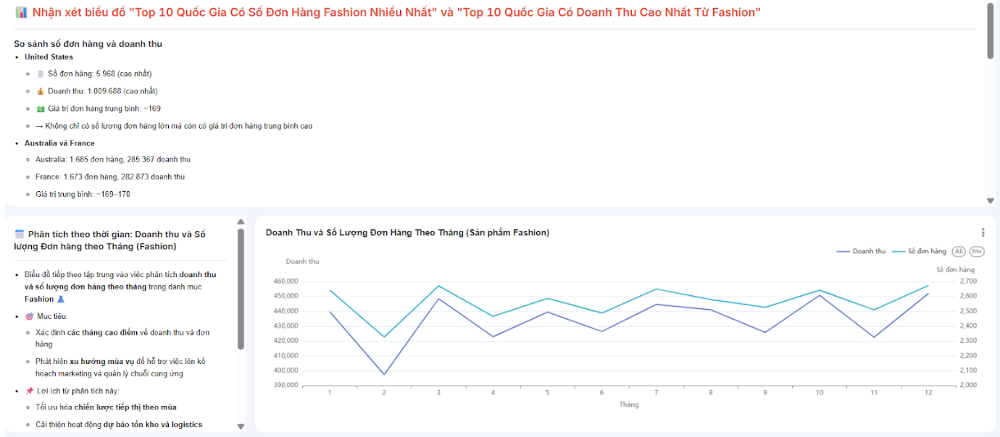 Nhận xét biểu đồ "Top 10 Quốc Gia Có Số Đơn Hàng Fashion Nhiều Nhất" và "Top 10 Quốc Gia Có Doanh Thu Cao Nhất Từ Fashion"
So sánh số đơn hàng và doanh thu
United States
Số đơn hàng: 5.968 (cao nhất)
Doanh thu: 1.009.688 (cao nhất)
Giá trị đơn hàng trung bình: ~169
→ Không chỉ có số lượng đơn hàng lớn mà còn có giá trị đơn hàng trung bình cao
Australia và France
Australia: 1.685 đơn hàng, 285.367 doanh thu
France: 1.673 đơn hàng, 282.873 doanh thu
Giá trị trung bình: ~169–170
Phân tích theo thời gian: Doanh thu và Số
lượng Đơn hàng theo Tháng (Fashion)
Biểu đồ tiếp theo tập trung vào việc phân tích doanh thu
và số lượng đơn hàng theo tháng trong danh mục
Fashion
Mục tiêu:
Xác định các tháng cao điểm về doanh thu và đơn
hàng
Phát hiện xu hướng mùa vụ để hỗ trợ việc lên kế
hoạch marketing và quản lý chuỗi cung ứng
Lợi ích từ phân tích này:
Tối ưu hóa chiến lược tiếp thị theo mùa
Cải thiện hoạt động dự báo tồn kho và logistics
Doanh Thu và Số Lượng Đơn Hàng Theo Tháng (Sản phẩm Fashion)
Doanh thu Số đơn hàng All Inv
Doanh thu
Số đơn hàng
460,000 2,700
450,000 2,600
440,000 2,500
430,000 2,400
420,000 2,300
410,000 2,200
400,000 2,100
390,000 2,000
1 2 3 4 5 6 7 8 9 10 11 12
Tháng